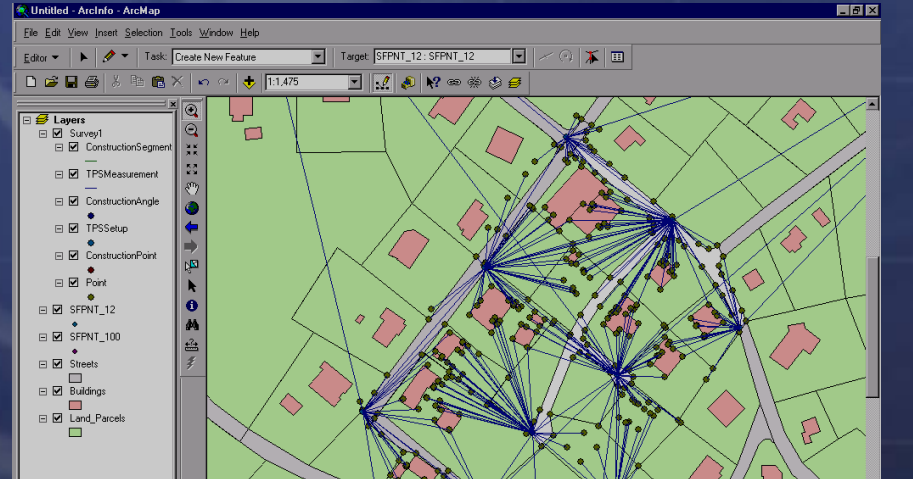 Untitled - ArcInfo - ArcMap
File Edit View Insert Selection Tools Window Help
Editor Task: Create New Feature Target: SFPNT_12 : SFPNT_12
1:1,475
Layers
Survey1
ConstructionSegment
TPSMeasurement
ConstructionAngle
TPSSetup
ConstructionPoint
Point
SFPNT_12
SFPNT_100
Streets
Buildings
Land_Parcels